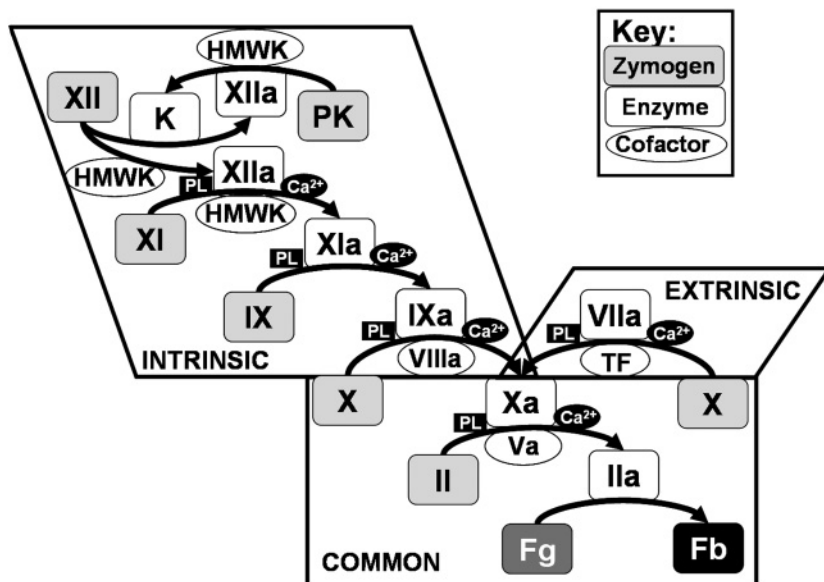 Key:
Zymogen
Enzyme
Cofactor
HMWK
XII
XIIa
K
PK
HMWK
XIIa
PL
Ca²⁺
HMWK
XI
XIa
PL
Ca²⁺
IX
IXa
PL
Ca²⁺
VIIIa
INTRINSIC
EXTRINSIC
VIIa
PL
Ca²⁺
TF
X
Xa
X
PL
Ca²⁺
Va
II
IIa
Fg
Fb
COMMON